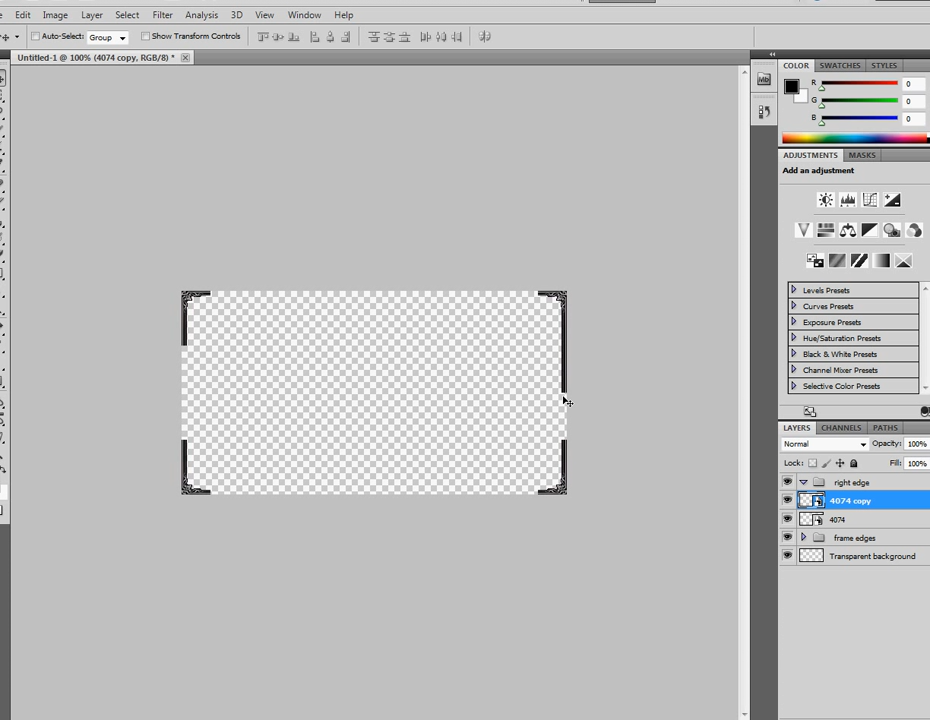 Edit Image Layer Select Filter Analysis 3D View Window Help
Auto-Select: Group Show Transform Controls
Untitled-1 @ 100% (4074 copy, RGB/8) *
COLOR SWATCHES STYLES
R 0
G 0
B 0
ADJUSTMENTS MASKS
Add an adjustment
Levels Presets
Curves Presets
Exposure Presets
Hue/Saturation Presets
Black & White Presets
Channel Mixer Presets
Selective Color Presets
LAYERS CHANNELS PATHS
Normal Opacity: 100%
Lock: Fill: 100%
right edge
4074 copy
4074
frame edges
Transparent background
Mb